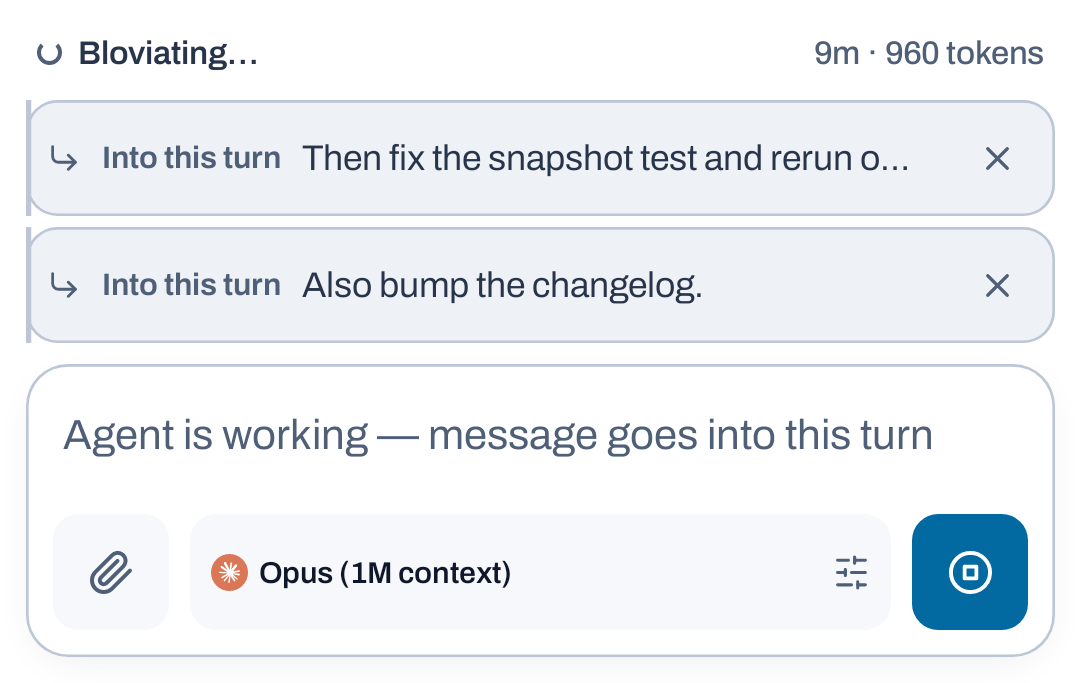 Bloviating... 9m · 960 tokens
Into this turn Then fix the snapshot test and rerun o...
Into this turn Also bump the changelog.
Agent is working — message goes into this turn
Opus (1M context)